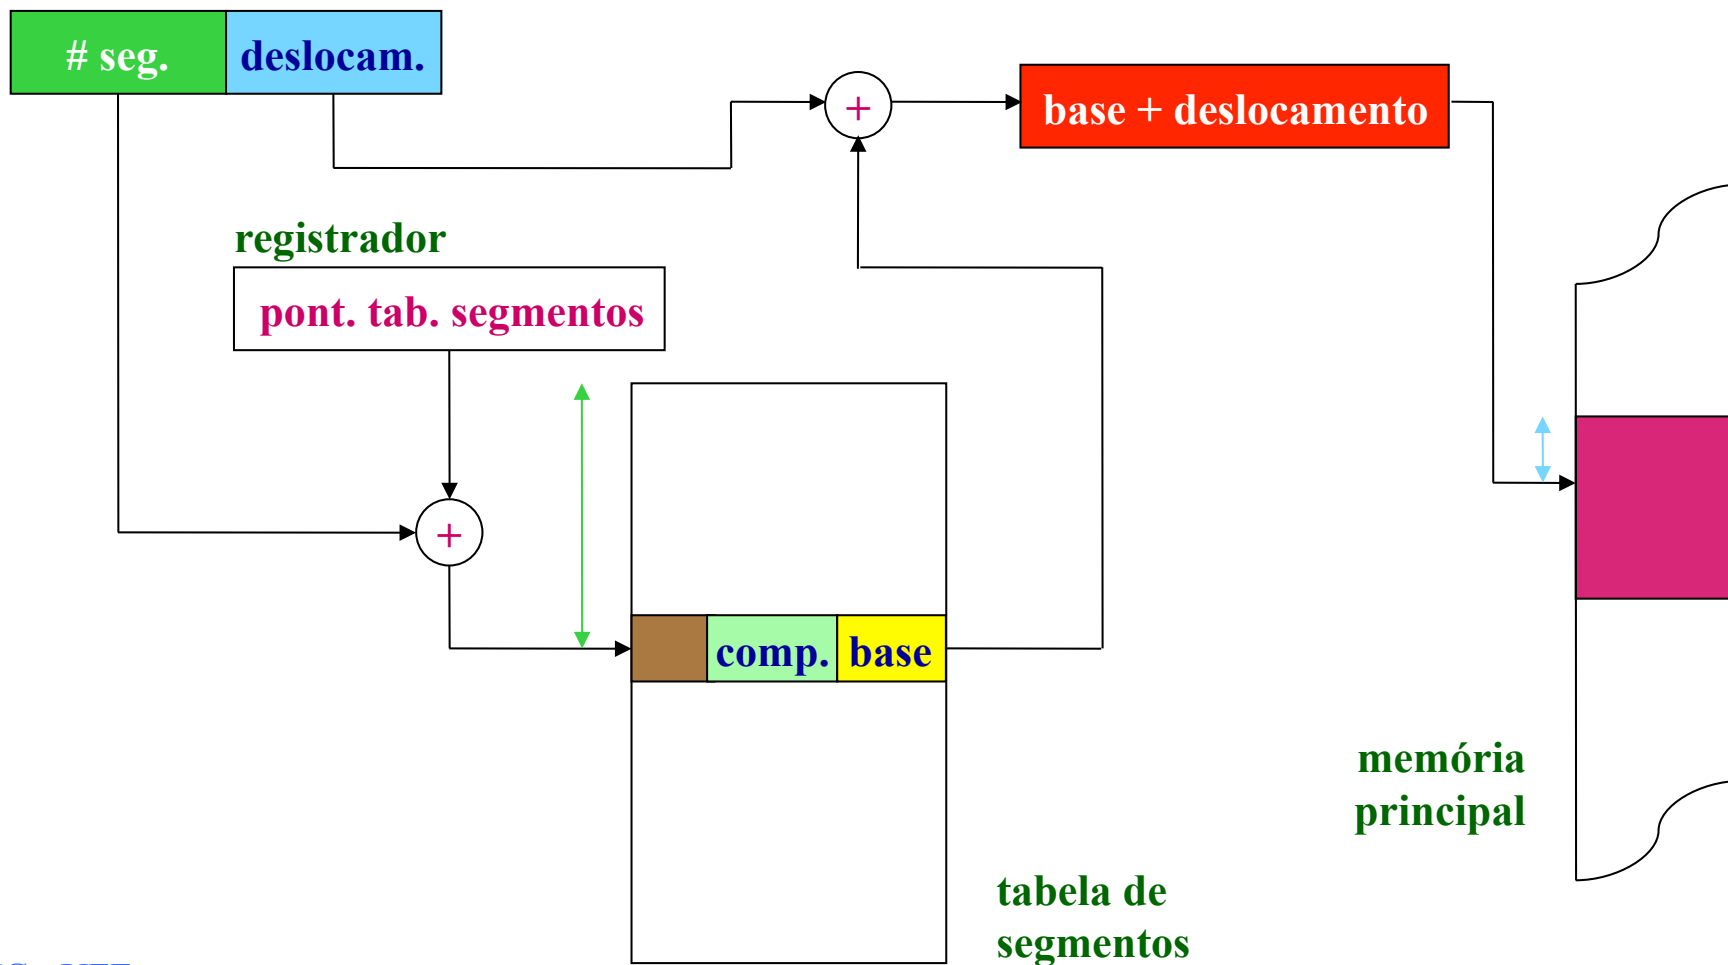 # seg.
deslocam.
+
base + deslocamento
registrador
pont. tab. segmentos
+
comp.
base
memória
principal
tabela de
segmentos